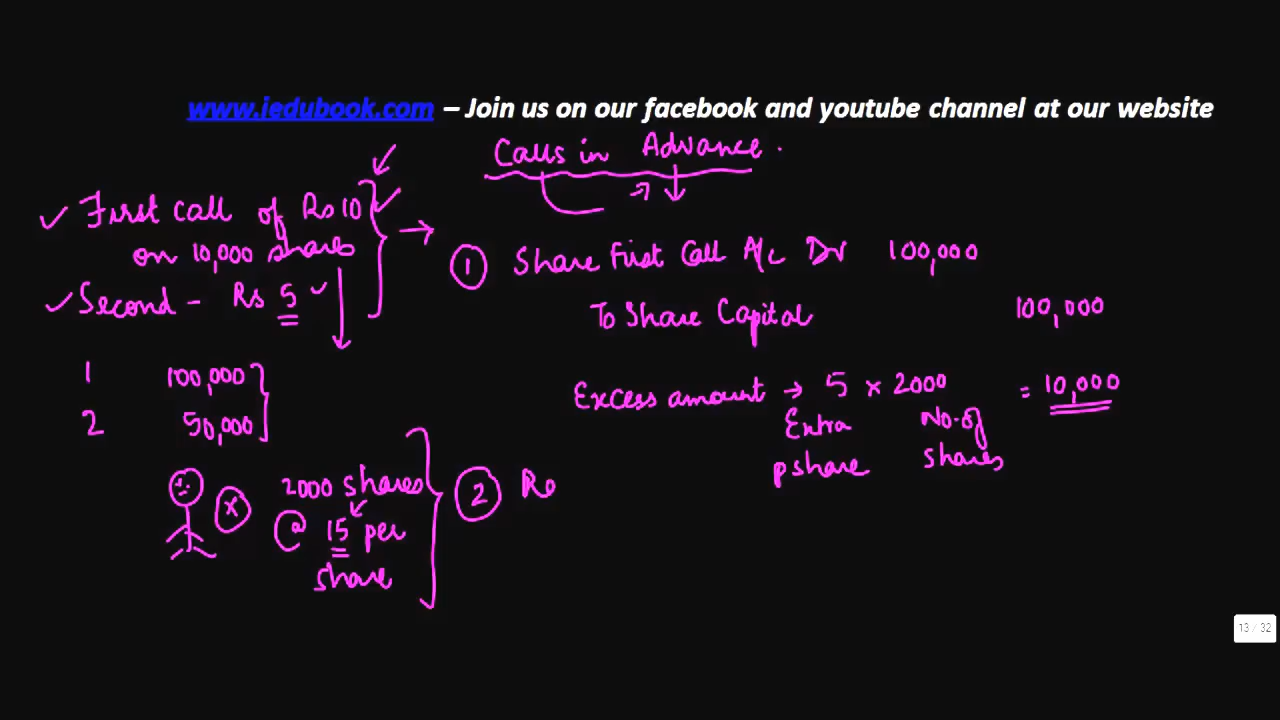 www.iedubook.com – Join us on our facebook and youtube channel at our website
Calls in Advance.
First call of Rs 10
on 10,000 shares
Second - Rs 5
1 100,000
2 50,000
X 2000 shares
@ 15 per
share
1 Share First Call A/c Dr 100,000
To Share Capital 100,000
Excess amount → 5 × 2000 = 10,000
Extra No. of
pshare shares
2 Re
13 / 32